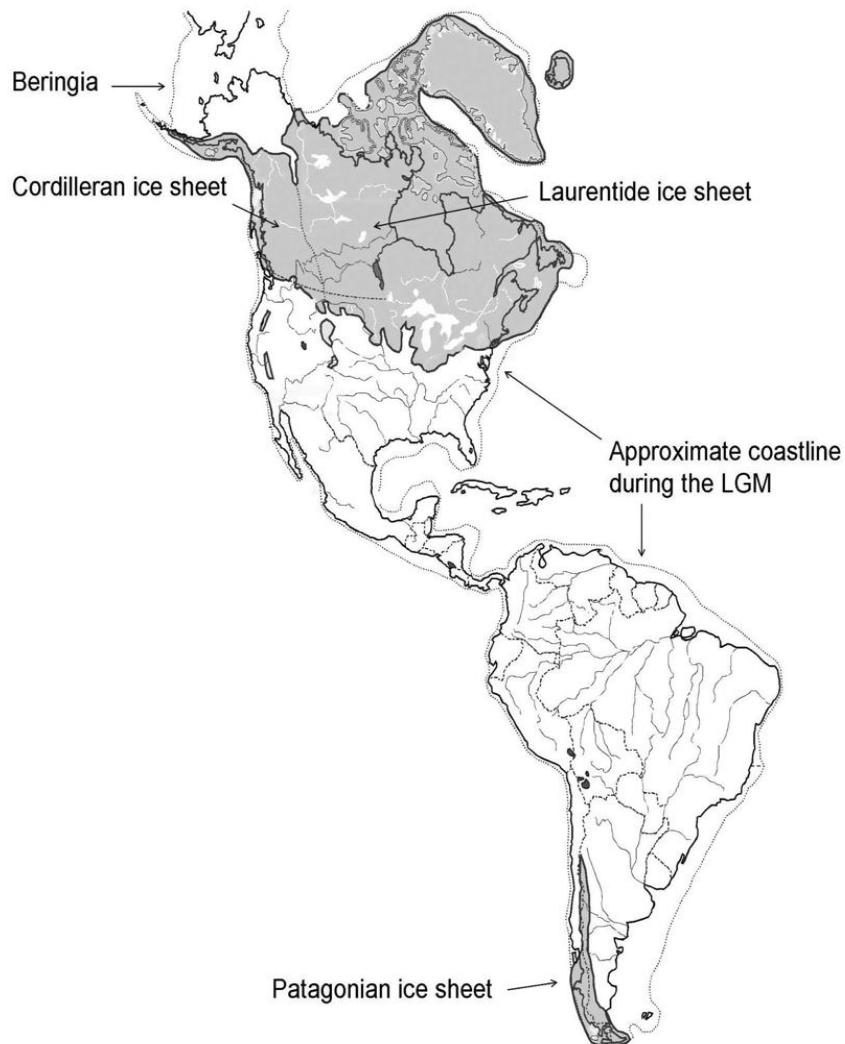 Beringia
Cordilleran ice sheet
Laurentide ice sheet
Approximate coastline
during the LGM
Patagonian ice sheet